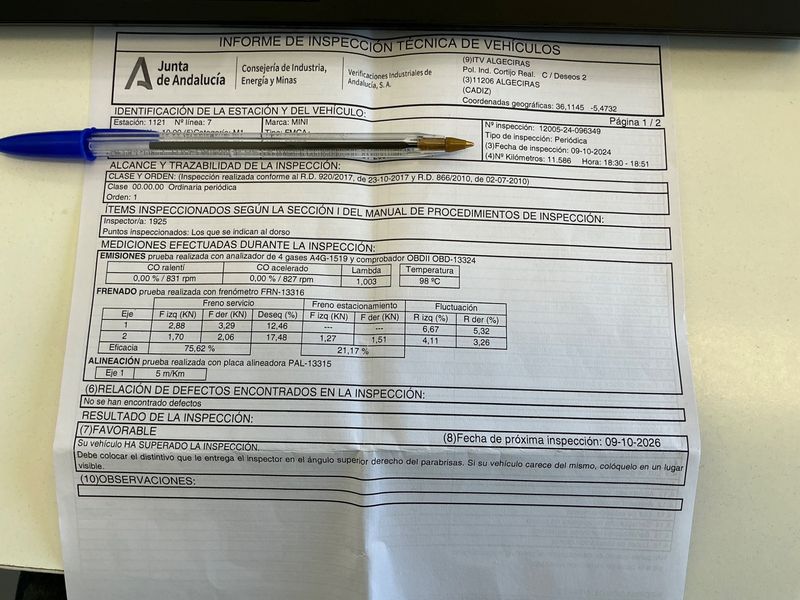 INFORME DE INSPECCIÓN TÉCNICA DE VEHÍCULOS
Junta de Andalucía
Consejería de Industria, Energía y Minas
Verificaciones Industriales de Andalucía, S. A.
(9)ITV ALGECIRAS
Pol. Ind. Cortijo Real. C / Deseos 2
(3)11206 ALGECIRAS
(CADIZ)
Coordenadas geográficas: 36,1145 -5,4732
IDENTIFICACIÓN DE LA ESTACIÓN Y DEL VEHÍCULO:
Página 1 / 2
Estación: 1121 Nº línea: 7
Marca: MINI
(5)Categoría: M1
Nº inspección: 12005-24-096349
Tipo de inspección: Periódica
(3)Fecha de inspección: 09-10-2024
(4)Nº Kilómetros: 11.586 Hora: 18:30 - 18:51
ALCANCE Y TRAZABILIDAD DE LA INSPECCIÓN:
CLASE Y ORDEN: (Inspección realizada conforme al R.D. 920/2017, de 23-10-2017 y R.D. 866/2010, de 02-07-2010)
Clase 00.00.00 Ordinaria periódica
Orden: 1
ÍTEMS INSPECCIONADOS SEGÚN LA SECCIÓN I DEL MANUAL DE PROCEDIMIENTOS DE INSPECCIÓN:
Inspector/a: 1925
Puntos inspeccionados: Los que se indican al dorso
MEDICIONES EFECTUADAS DURANTE LA INSPECCIÓN:
EMISIONES prueba realizada con analizador de 4 gases A4G-1519 y comprobador OBDII OBD-13324
CO ralentí CO acelerado Lambda Temperatura
0,00 % / 831 rpm 0,00 % / 827 rpm 1,003 98 ºC
FRENADO prueba realizada con frenómetro FRN-13316
Freno servicio Freno estacionamiento Fluctuación
Eje F izq (KN) F der (KN) Deseq (%) F izq (KN) F der (KN) R izq (%) R der (%)
1 2,88 3,29 12,46 --- --- 6,67 5,32
2 1,70 2,06 17,48 1,27 1,51 4,11 3,26
Eficacia 75,62 % 21,17 %
ALINEACIÓN prueba realizada con placa alineadora PAL-13315
Eje 1 5 m/Km
(6)RELACIÓN DE DEFECTOS ENCONTRADOS EN LA INSPECCIÓN:
No se han encontrado defectos
RESULTADO DE LA INSPECCIÓN:
(7)FAVORABLE
(8)Fecha de próxima inspección: 09-10-2026
Su vehículo HA SUPERADO LA INSPECCIÓN.
Debe colocar el distintivo que le entrega el inspector en el ángulo superior derecho del parabrisas. Si su vehículo carece del mismo, colóquelo en un lugar
visible.
(10)OBSERVACIONES: